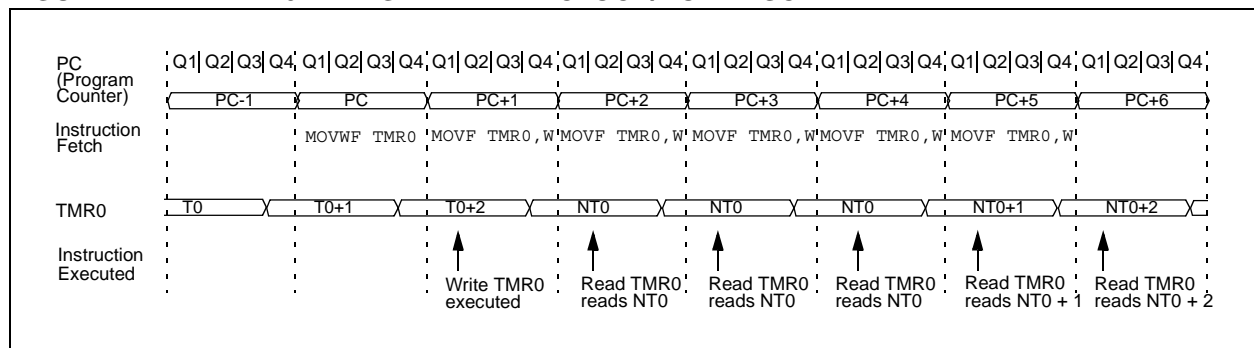 PC
(Program
Counter)
Q1 Q2 Q3 Q4 Q1 Q2 Q3 Q4 Q1 Q2 Q3 Q4 Q1 Q2 Q3 Q4 Q1 Q2 Q3 Q4 Q1 Q2 Q3 Q4 Q1 Q2 Q3 Q4 Q1 Q2 Q3 Q4
PC-1 PC PC+1 PC+2 PC+3 PC+4 PC+5 PC+6
Instruction
Fetch
MOVWF TMR0 MOVF TMR0,W MOVF TMR0,W MOVF TMR0,W MOVF TMR0,W MOVF TMR0,W
TMR0
T0 T0+1 T0+2 NT0 NT0 NT0 NT0+1 NT0+2
Instruction
Executed
Write TMR0
executed
Read TMR0
reads NT0
Read TMR0
reads NT0
Read TMR0
reads NT0
Read TMR0
reads NT0 + 1
Read TMR0
reads NT0 + 2